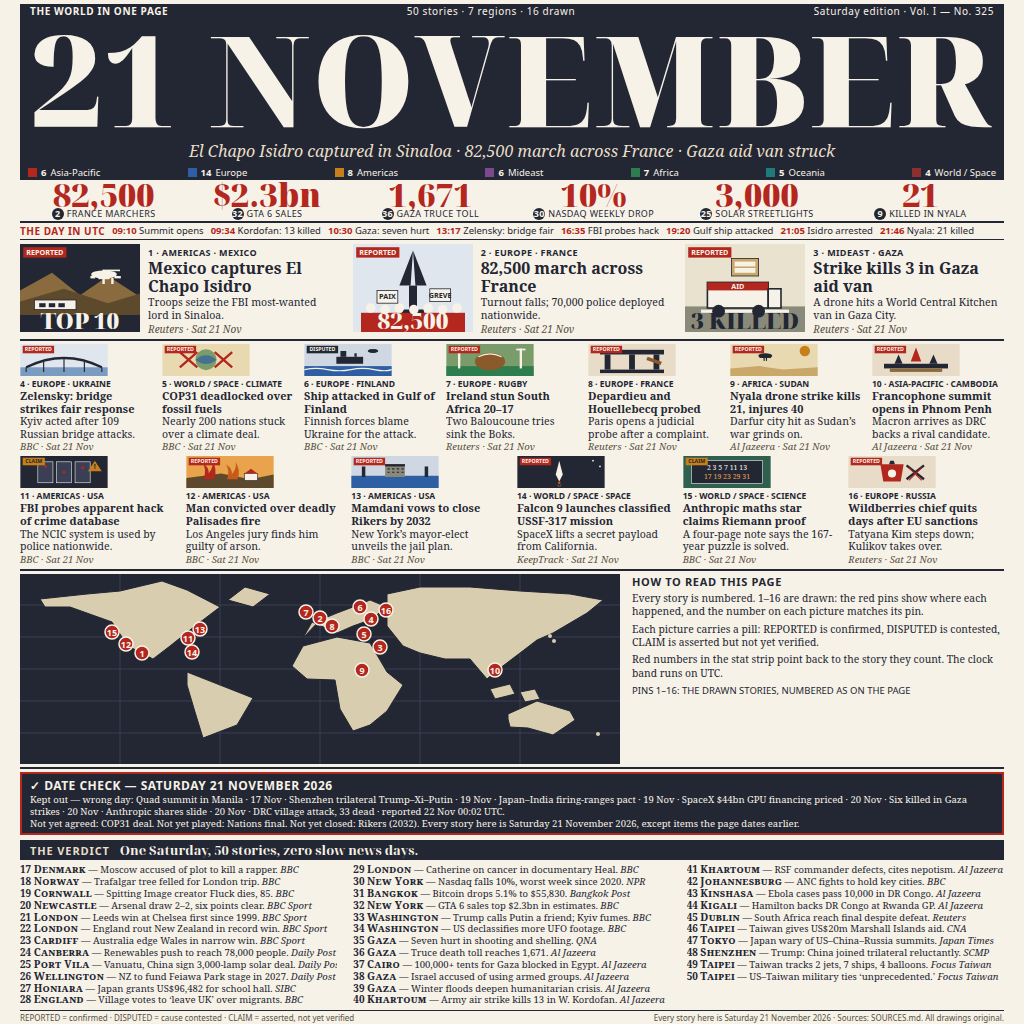 THE WORLD IN ONE PAGE
50 stories · 7 regions · 16 drawn
Saturday edition · Vol. I — No. 325
21 NOVEMBER
El Chapo Isidro captured in Sinaloa · 82,500 march across France · Gaza aid van struck
6 Asia-Pacific
14 Europe
8 Americas
6 Mideast
7 Africa
5 Oceania
4 World / Space
82,500
2 FRANCE MARCHERS
$2.3bn
32 GTA 6 SALES
1,671
36 GAZA TRUCE TOLL
10%
30 NASDAQ WEEKLY DROP
3,000
25 SOLAR STREETLIGHTS
21
9 KILLED IN NYALA
THE DAY IN UTC 09:10 Summit opens 09:34 Kordofan: 13 killed 10:30 Gaza: seven hurt 13:17 Zelensky: bridge fair 16:35 FBI probes hack 19:20 Gulf ship attacked 21:05 Isidro arrested 21:46 Nyala: 21 killed
REPORTED
TOP 10
1 · AMERICAS · MEXICO
Mexico captures El
Chapo Isidro
Troops seize the FBI most-wanted
lord in Sinaloa.
Reuters · Sat 21 Nov
REPORTED
PAIX
GREVE
82,500
2 · EUROPE · FRANCE
82,500 march across
France
Turnout falls; 70,000 police deployed
nationwide.
Reuters · Sat 21 Nov
REPORTED
AID
3 KILLED
3 · MIDEAST · GAZA
Strike kills 3 in Gaza
aid van
A drone hits a World Central Kitchen
van in Gaza City.
Reuters · Sat 21 Nov
REPORTED
4 · EUROPE · UKRAINE
Zelensky: bridge
strikes fair response
Kyiv acted after 109
Russian bridge attacks.
BBC · Sat 21 Nov
REPORTED
5 · WORLD / SPACE · CLIMATE
COP31 deadlocked over
fossil fuels
Nearly 200 nations stuck
over a climate deal.
BBC · Sat 21 Nov
DISPUTED
6 · EUROPE · FINLAND
Ship attacked in Gulf of
Finland
Finnish forces blame
Ukraine for the attack.
BBC · Sat 21 Nov
REPORTED
7 · EUROPE · RUGBY
Ireland stun South
Africa 20–17
Two Baloucoune tries
sink the Boks.
Reuters · Sat 21 Nov
REPORTED
8 · EUROPE · FRANCE
Depardieu and
Houellebecq probed
Paris opens a judicial
probe after a complaint.
Reuters · Sat 21 Nov
REPORTED
9 · AFRICA · SUDAN
Nyala drone strike kills
21, injures 40
Darfur city hit as Sudan's
war grinds on.
Al Jazeera · Sat 21 Nov
REPORTED
10 · ASIA-PACIFIC · CAMBODIA
Francophone summit
opens in Phnom Penh
Macron arrives as DRC
backs a rival candidate.
Al Jazeera · Sat 21 Nov
CLAIM
11 · AMERICAS · USA
FBI probes apparent hack
of crime database
The NCIC system is used by
police nationwide.
BBC · Sat 21 Nov
REPORTED
12 · AMERICAS · USA
Man convicted over deadly
Palisades fire
Los Angeles jury finds him
guilty of arson.
BBC · Sat 21 Nov
REPORTED
13 · AMERICAS · USA
Mamdani vows to close
Rikers by 2032
New York's mayor-elect
unveils the jail plan.
BBC · Sat 21 Nov
REPORTED
14 · WORLD / SPACE · SPACE
Falcon 9 launches classified
USSF-317 mission
SpaceX lifts a secret payload
from California.
KeepTrack · Sat 21 Nov
CLAIM
2 3 5 7 11 13
17 19 23 29 31
15 · WORLD / SPACE · SCIENCE
Anthropic maths star
claims Riemann proof
A four-page note says the 167-
year puzzle is solved.
BBC · Sat 21 Nov
REPORTED
16 · EUROPE · RUSSIA
Wildberries chief quits
days after EU sanctions
Tatyana Kim steps down;
Kulikov takes over.
Reuters · Sat 21 Nov
7
2
8
6
4
16
5
3
15
12
1
13
11
14
9
10
HOW TO READ THIS PAGE
Every story is numbered. 1–16 are drawn: the red pins show where each
happened, and the number on each picture matches its pin.
Each picture carries a pill: REPORTED is confirmed, DISPUTED is contested,
CLAIM is asserted but not yet verified.
Red numbers in the stat strip point back to the story they count. The clock
band runs on UTC.
PINS 1–16: THE DRAWN STORIES, NUMBERED AS ON THE PAGE
✓ DATE CHECK — SATURDAY 21 NOVEMBER 2026
Kept out — wrong day: Quad summit in Manila · 17 Nov · Shenzhen trilateral Trump–Xi–Putin · 19 Nov · Japan–India firing-ranges pact · 19 Nov · SpaceX $44bn GPU financing priced · 20 Nov · Six killed in Gaza
strikes · 20 Nov · Anthropic shares slide · 20 Nov · DRC village attack, 33 dead · reported 22 Nov 00:02 UTC.
Not yet agreed: COP31 deal. Not yet played: Nations final. Not yet closed: Rikers (2032). Every story here is Saturday 21 November 2026, except items the page dates earlier.
THE VERDICT One Saturday, 50 stories, zero slow news days.
17 DENMARK — Moscow accused of plot to kill a rapper. BBC
18 NORWAY — Trafalgar tree felled for London trip. BBC
19 CORNWALL — Spitting Image creator Fluck dies, 85. BBC
20 NEWCASTLE — Arsenal draw 2–2, six points clear. BBC Sport
21 LONDON — Leeds win at Chelsea first since 1999. BBC Sport
22 LONDON — England rout New Zealand in record win. BBC Sport
23 CARDIFF — Australia edge Wales in narrow win. BBC Sport
24 CANBERRA — Renewables push to reach 78,000 people. Daily Post
25 PORT VILA — Vanuatu, China sign 3,000-lamp solar deal. Daily Pos
26 WELLINGTON — NZ to fund Feiawa Park stage in 2027. Daily Post
27 HONIARA — Japan grants US$96,482 for school hall. SIBC
28 ENGLAND — Village votes to ‘leave UK’ over migrants. BBC
29 LONDON — Catherine on cancer in documentary Heal. BBC
30 NEW YORK — Nasdaq falls 10%, worst week since 2020. NPR
31 BANGKOK — Bitcoin drops 5.1% to $55,830. Bangkok Post
32 NEW YORK — GTA 6 sales top $2.3bn in estimates. BBC
33 WASHINGTON — Trump calls Putin a friend; Kyiv fumes. BBC
34 WASHINGTON — US declassifies more UFO footage. BBC
35 GAZA — Seven hurt in shooting and shelling. QNA
36 GAZA — Truce death toll reaches 1,671. Al Jazeera
37 CAIRO — 100,000+ tents for Gaza blocked in Egypt. Al Jazeera
38 GAZA — Israel accused of using armed groups. Al Jazeera
39 GAZA — Winter floods deepen humanitarian crisis. Al Jazeera
40 KHARTOUM — Army air strike kills 13 in W. Kordofan. Al Jazeera
41 KHARTOUM — RSF commander defects, cites nepotism. Al Jazeera
42 JOHANNESBURG — ANC fights to hold key cities. BBC
43 KINSHASA — Ebola cases pass 10,000 in DR Congo. Al Jazeera
44 KIGALI — Hamilton backs DR Congo at Rwanda GP. Al Jazeera
45 DUBLIN — South Africa reach final despite defeat. Reuters
46 TAIPEI — Taiwan gives US$20m Marshall Islands aid. CNA
47 TOKYO — Japan wary of US–China–Russia summits. Japan Times
48 SHENZHEN — Trump: China joined trilateral reluctantly. SCMP
49 TAIPEI — Taiwan tracks 2 jets, 7 ships, 4 balloons. Focus Taiwan
50 TAIPEI — US–Taiwan military ties ‘unprecedented.’ Focus Taiwan
REPORTED = confirmed · DISPUTED = cause contested · CLAIM = asserted, not yet verified
Every story here is Saturday 21 November 2026 · Sources: SOURCES.md. All drawings original.